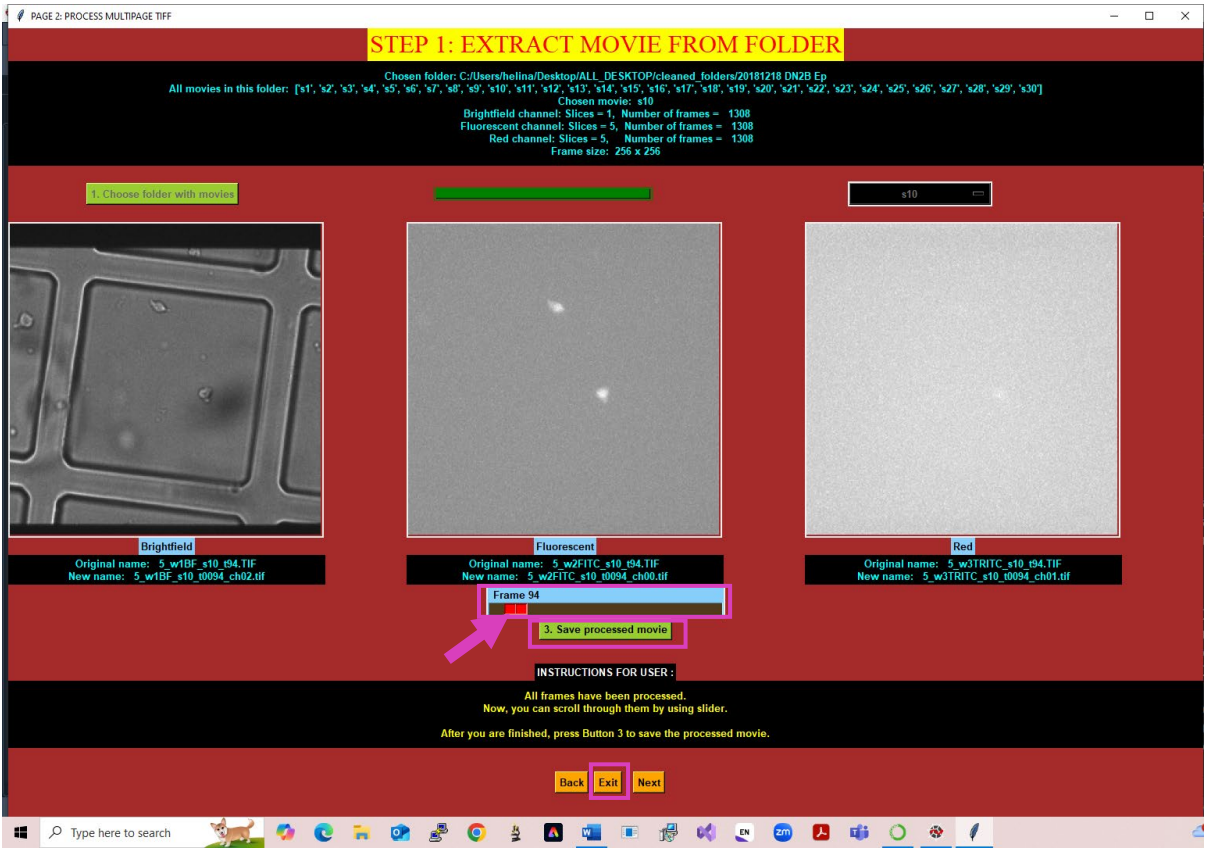 PAGE 2: PROCESS MULTIPAGE TIFF
STEP 1: EXTRACT MOVIE FROM FOLDER
Chosen folder: C:/Users/helina/Desktop/ALL_DESKTOP/cleaned_folders/20181218 DN2B Ep
All movies in this folder: ['s1', 's2', 's3', 's4', 's5', 's6', 's7', 's8', 's9', 's10', 's11', 's12', 's13', 's14', 's15', 's16', 's17', 's18', 's19', 's20', 's21', 's22', 's23', 's24', 's25', 's26', 's27', 's28', 's29', 's30']
Chosen movie: s10
Brightfield channel: Slices = 1, Number of frames = 1308
Fluorescent channel: Slices = 5, Number of frames = 1308
Red channel: Slices = 5, Number of frames = 1308
Frame size: 256 x 256
1. Choose folder with movies
s10
Brightfield
Original name: 5_w1BF_s10_t94.TIF
New name: 5_w1BF_s10_t0094_ch02.tif
Fluorescent
Original name: 5_w2FITC_s10_t94.TIF
New name: 5_w2FITC_s10_t0094_ch00.tif
Red
Original name: 5_w3TRITC_s10_t94.TIF
New name: 5_w3TRITC_s10_t0094_ch01.tif
Frame 94
3. Save processed movie
INSTRUCTIONS FOR USER :
All frames have been processed.
Now, you can scroll through them by using slider.
After you are finished, press Button 3 to save the processed movie.
Back Exit Next
Type here to search
EN
zm